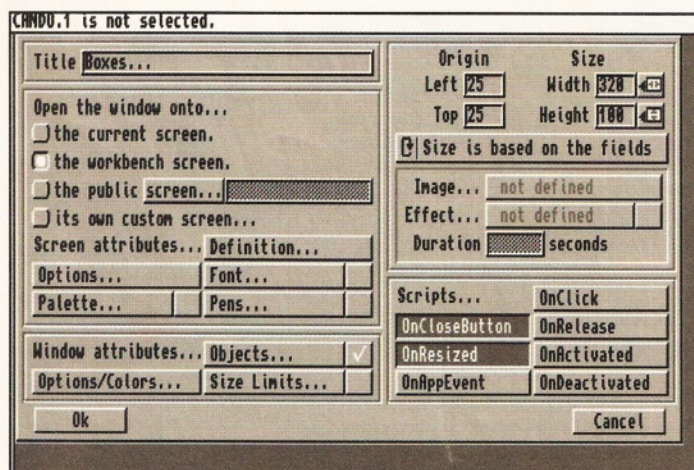 CANDO.1 is not selected.
Title Boxes...
Open the window onto...
the current screen.
the workbench screen.
the public screen...
its own custom screen...
Screen attributes... Definition...
Options... Font...
Palette... Pens...
Window attributes... Objects...
Options/Colors... Size Limits...
Origin Size
Left 25 Width 320
Top 25 Height 100
Size is based on the fields
Image... not defined
Effect... not defined
Duration seconds
Scripts... OnClick
OnCloseButton OnRelease
OnResized OnActivated
OnAppEvent OnDeactivated
Ok Cancel